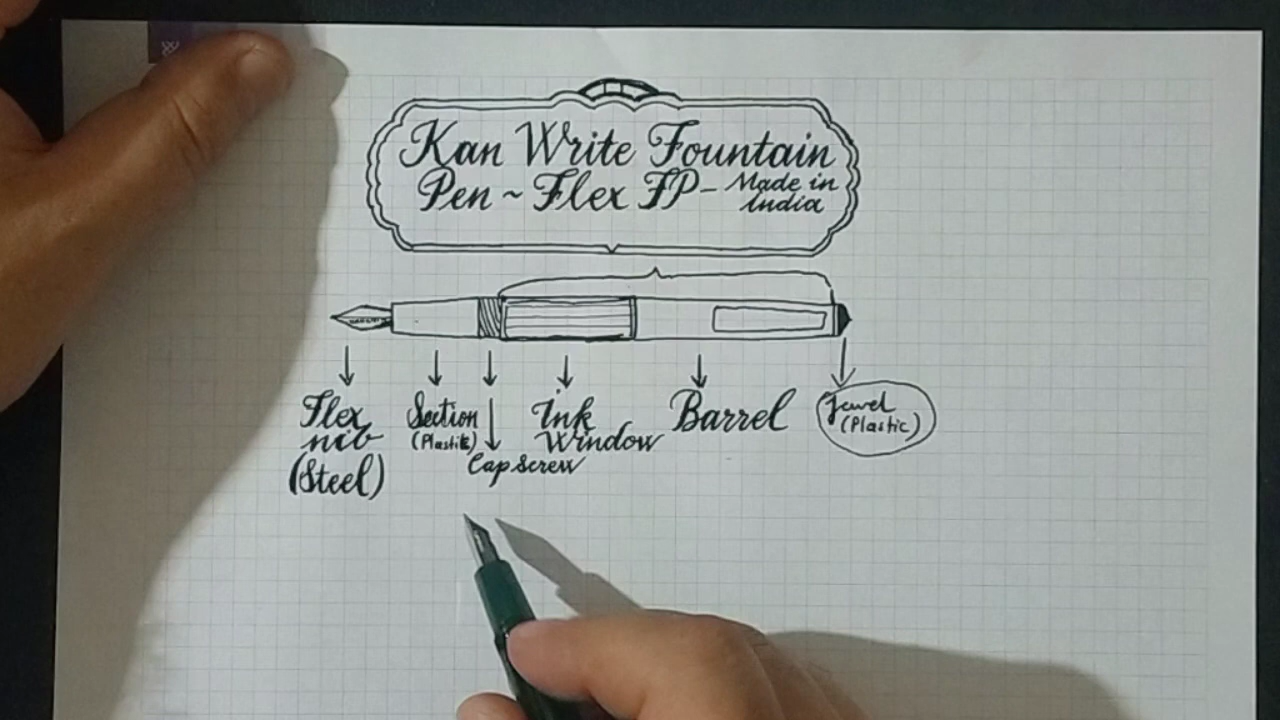 Kan Write Fountain
Pen ~ Flex FP - Made in
India
Flex
nib
(Steel)
Section
(Plastik)
Cap screw
Ink
Window
Barrel
Jewel
(Plastic)